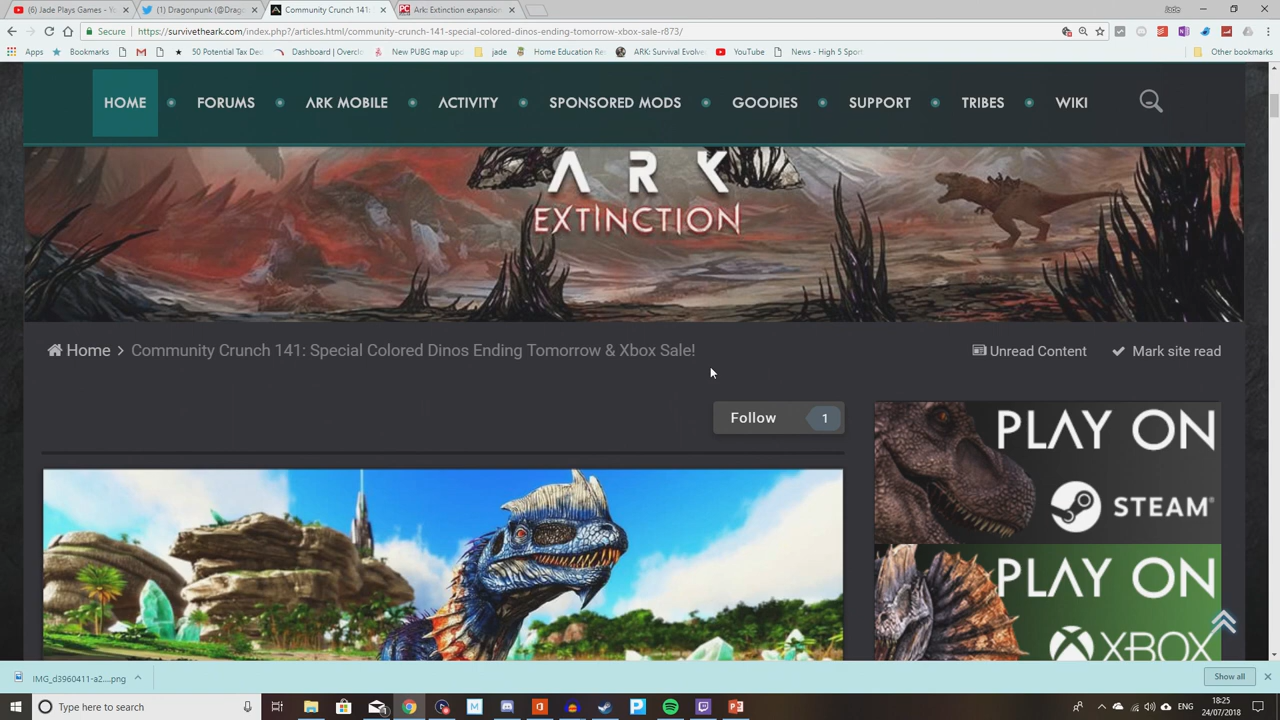 (6) Jade Plays Games - Yo
(1) Dragonpunk (@Drago
Community Crunch 141:
Ark: Extinction expansion
Jade
Secure
https://survivetheark.com/index.php?/articles.html/community-crunch-141-special-colored-dinos-ending-tomorrow-xbox-sale-r873/
Apps
Bookmarks
50 Potential Tax Ded
Dashboard | Overcl
New PUBG map upd
jade
Home Education Re
ARK: Survival Evolve
YouTube
News - High 5 Sport
Other bookmarks
HOME
FORUMS
ARK MOBILE
ACTIVITY
SPONSORED MODS
GOODIES
SUPPORT
TRIBES
WIKI
ARK
EXTINCTION
Home > Community Crunch 141: Special Colored Dinos Ending Tomorrow & Xbox Sale!
Unread Content
Mark site read
Follow 1
PLAY ON
STEAM
PLAY ON
XBOX
IMG_d3960411-a2....png
Show all
Type here to search
ENG
18:25
24/07/2018